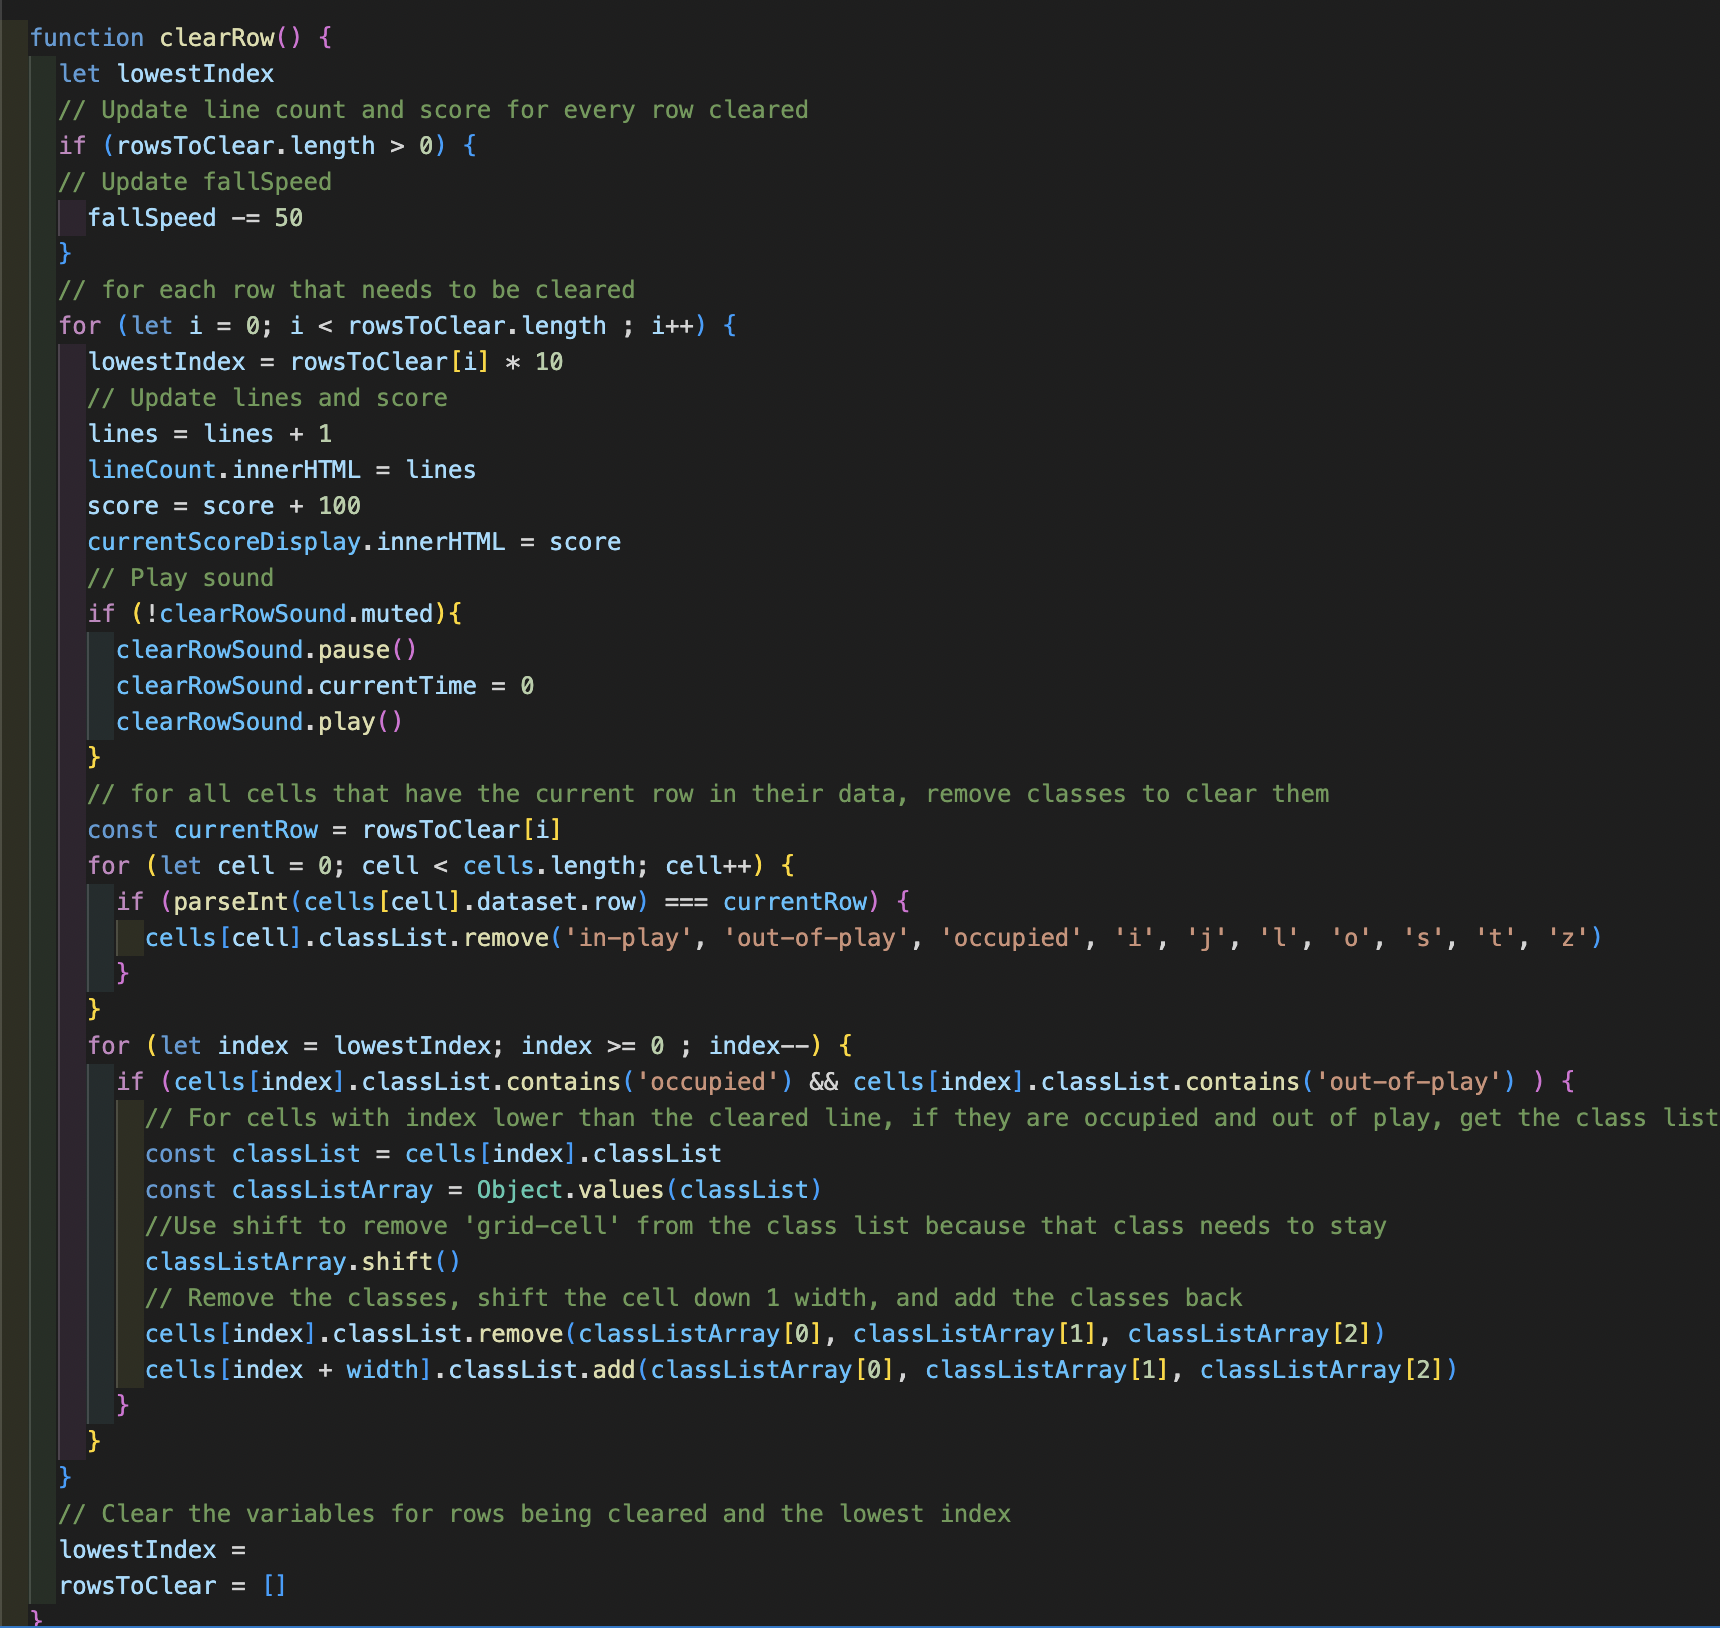 function clearRow() {
  let lowestIndex
  // Update line count and score for every row cleared
  if (rowsToClear.length > 0) {
  // Update fallSpeed
    fallSpeed -= 50
  }
  // for each row that needs to be cleared
  for (let i = 0; i < rowsToClear.length ; i++) {
    lowestIndex = rowsToClear[i] * 10
    // Update lines and score
    lines = lines + 1
    lineCount.innerHTML = lines
    score = score + 100
    currentScoreDisplay.innerHTML = score
    // Play sound
    if (!clearRowSound.muted){
      clearRowSound.pause()
      clearRowSound.currentTime = 0
      clearRowSound.play()
    }
    // for all cells that have the current row in their data, remove classes to clear them
    const currentRow = rowsToClear[i]
    for (let cell = 0; cell < cells.length; cell++) {
      if (parseInt(cells[cell].dataset.row) === currentRow) {
        cells[cell].classList.remove('in-play', 'out-of-play', 'occupied', 'i', 'j', 'l', 'o', 's', 't', 'z')
      }
    }
    for (let index = lowestIndex; index >= 0 ; index--) {
      if (cells[index].classList.contains('occupied') && cells[index].classList.contains('out-of-play') ) {
        // For cells with index lower than the cleared line, if they are occupied and out of play, get the class list
        const classList = cells[index].classList
        const classListArray = Object.values(classList)
        //Use shift to remove 'grid-cell' from the class list because that class needs to stay
        classListArray.shift()
        // Remove the classes, shift the cell down 1 width, and add the classes back
        cells[index].classList.remove(classListArray[0], classListArray[1], classListArray[2])
        cells[index + width].classList.add(classListArray[0], classListArray[1], classListArray[2])
      }
    }
  }
  // Clear the variables for rows being cleared and the lowest index
  lowestIndex =
  rowsToClear = []
}